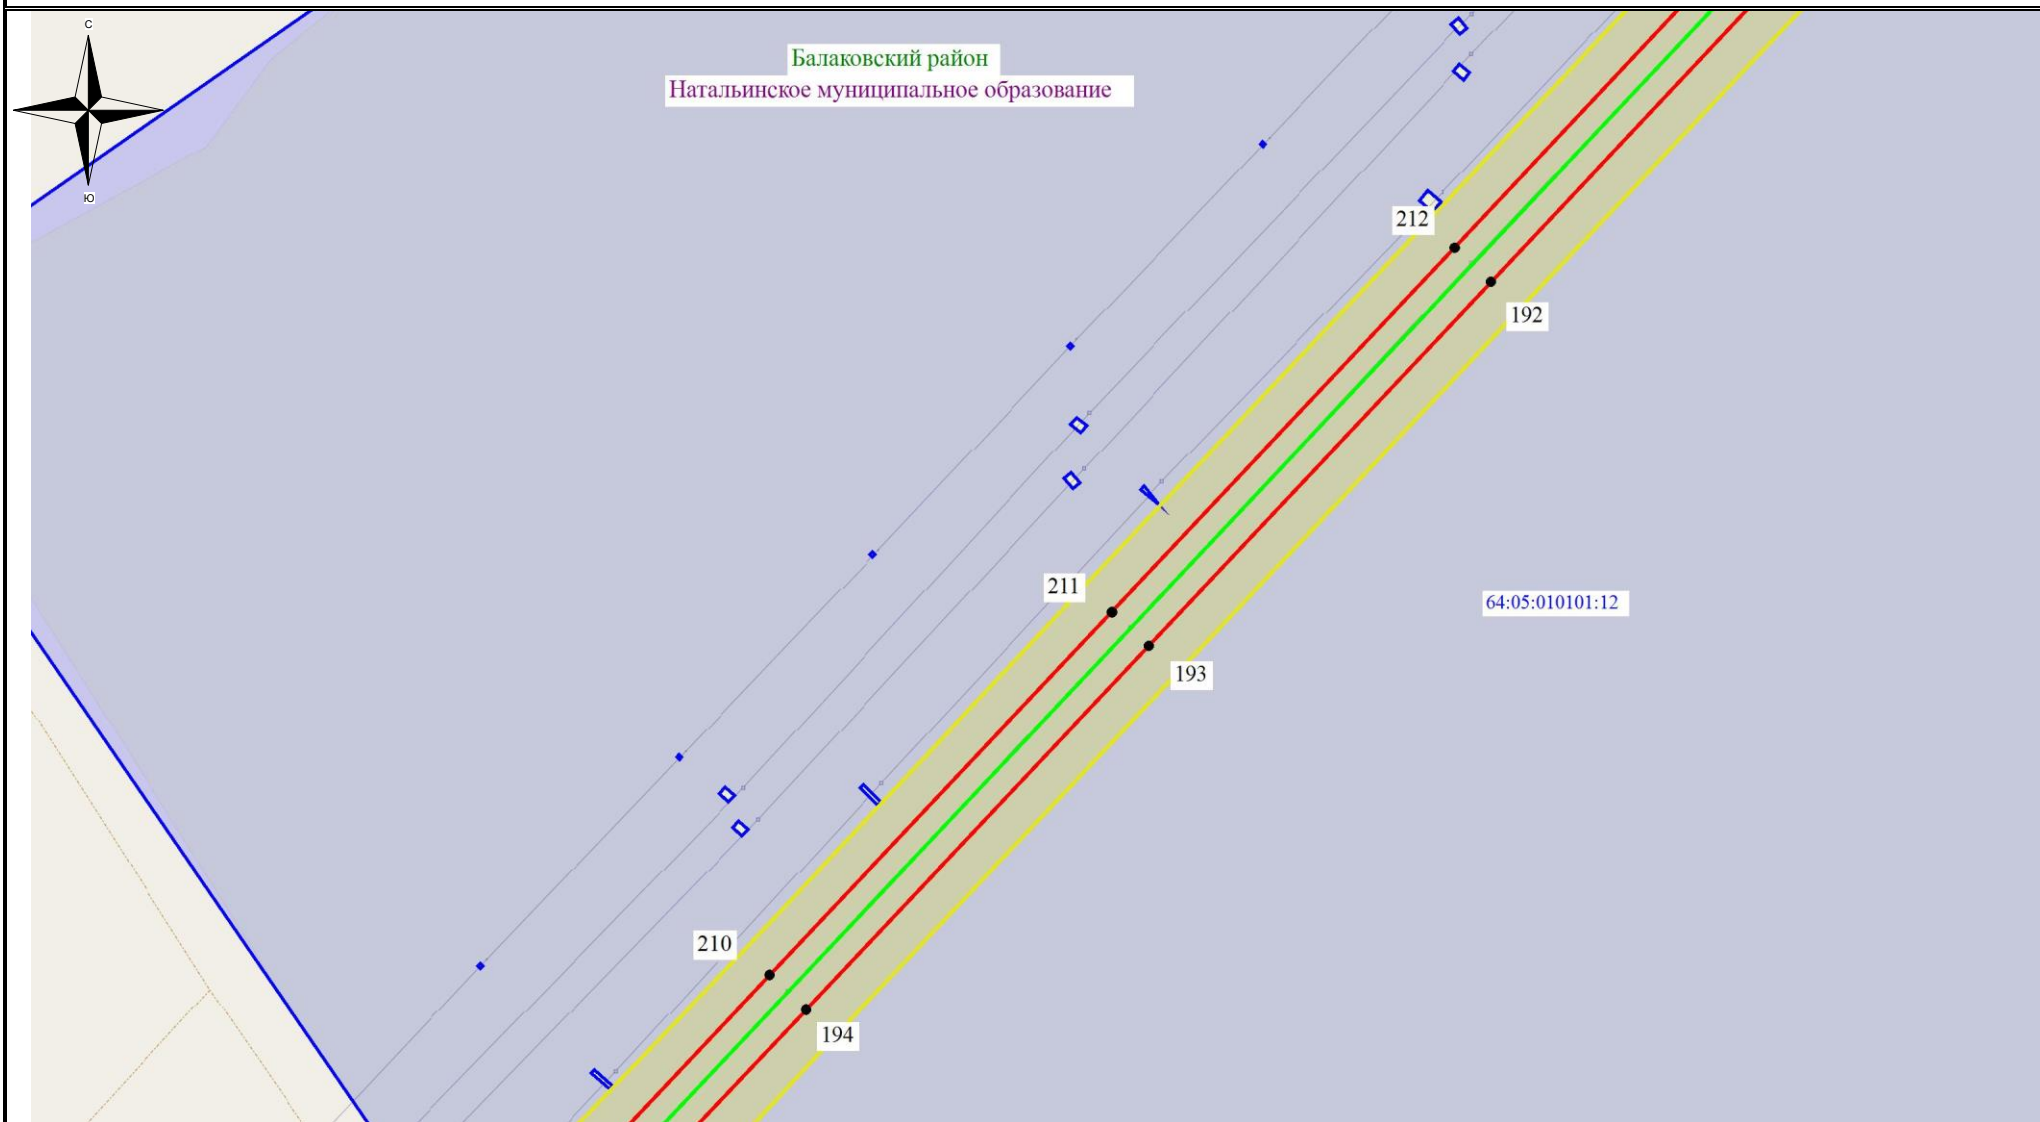 С
Ю
Балаковский район
Натальинское муниципальное образование
212
192
211
64:05:010101:12
193
210
194